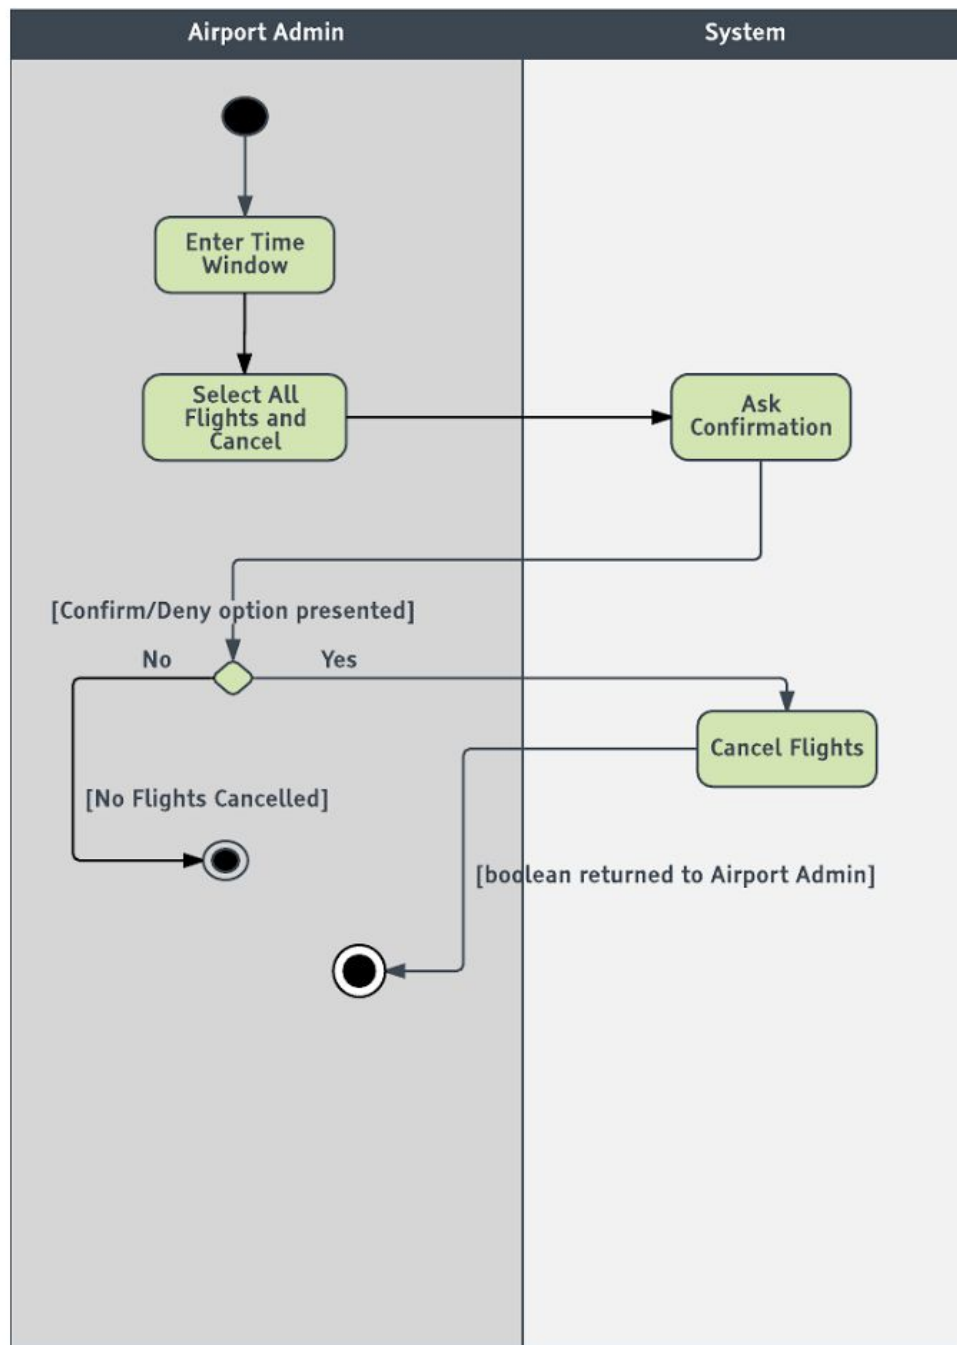 Airport Admin
System
Enter Time
Window
Select All
Flights and
Cancel
Ask
Confirmation
[Confirm/Deny option presented]
No
Yes
Cancel Flights
[No Flights Cancelled]
[boolean returned to Airport Admin]